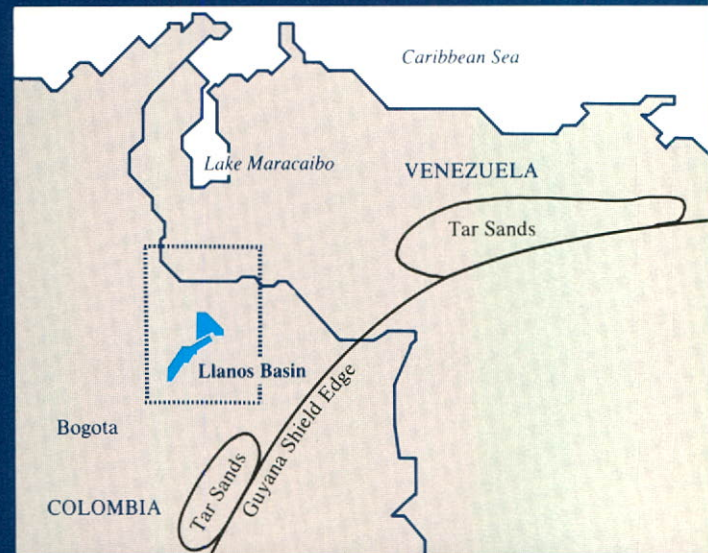 Caribbean Sea
Lake Maracaibo
VENEZUELA
Tar Sands
Llanos Basin
Guyana Shield Edge
Bogota
Tar Sands
COLOMBIA